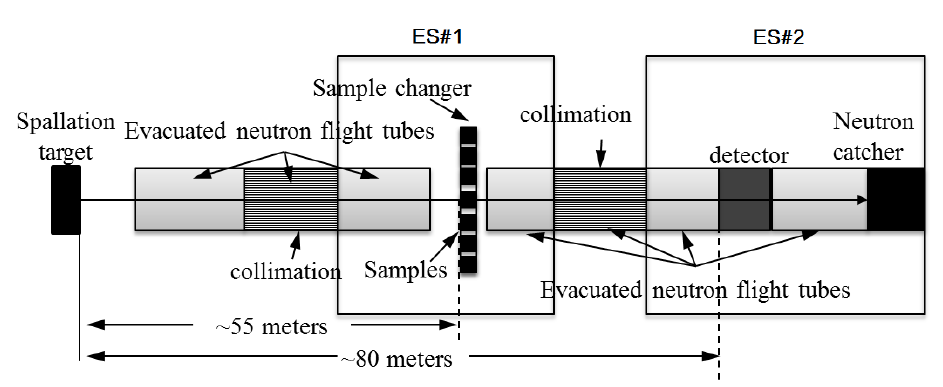 ES#1
ES#2
Sample changer
Spallation
target
Evacuated neutron flight tubes
collimation
Neutron
catcher
detector
collimation
Samples
Evacuated neutron flight tubes
~55 meters
~80 meters